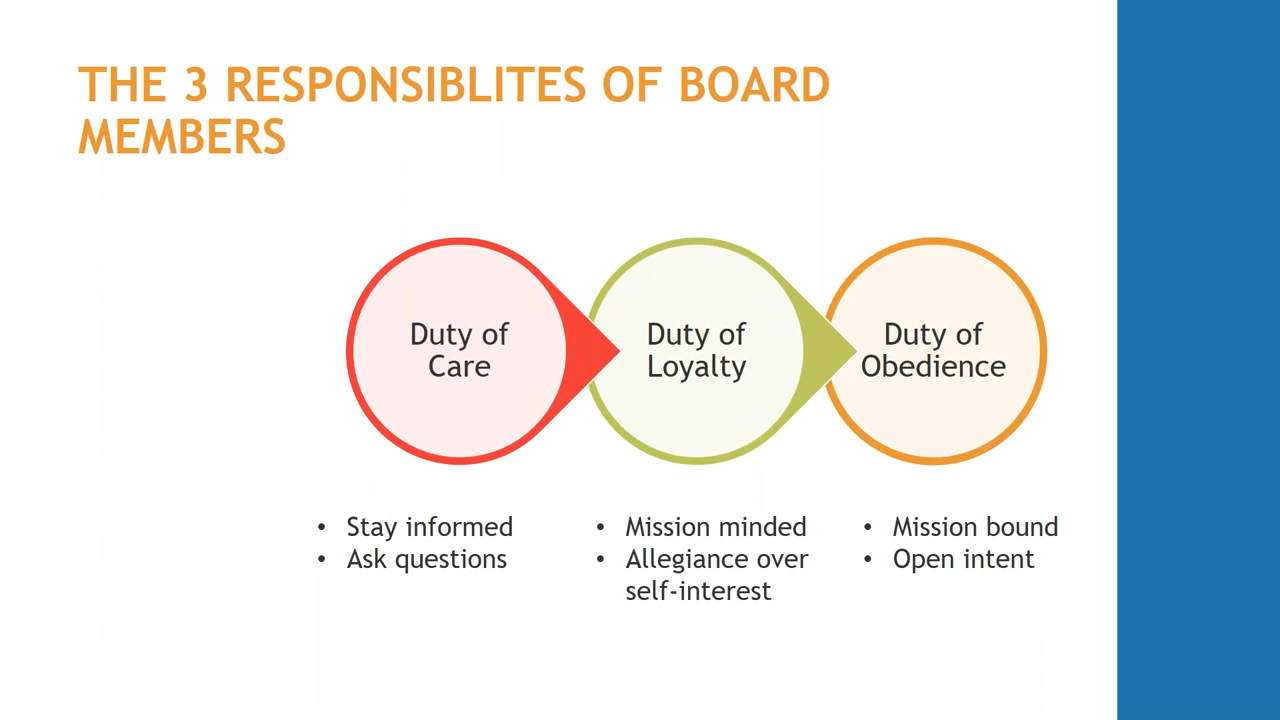 THE 3 RESPONSIBLITES OF BOARD
MEMBERS
Duty of
Care
Duty of
Loyalty
Duty of
Obedience
• Stay informed
• Ask questions
• Mission minded
• Allegiance over
self-interest
• Mission bound
• Open intent